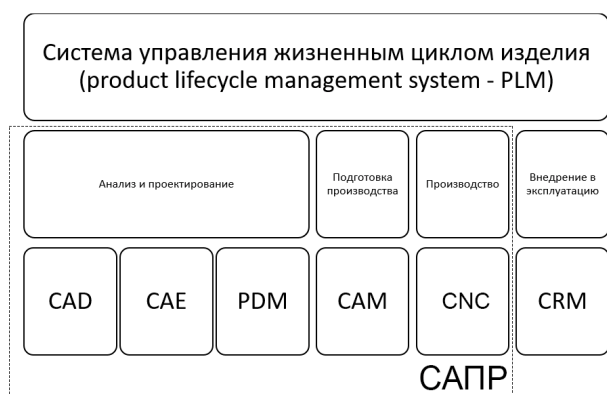 Система управления жизненным циклом изделия
(product lifecycle management system - PLM)
Анализ и проектирование
Подготовка
производства
Производство
Внедрение в
эксплуатацию
CAD
CAE
PDM
CAM
CNC
CRM
САПР